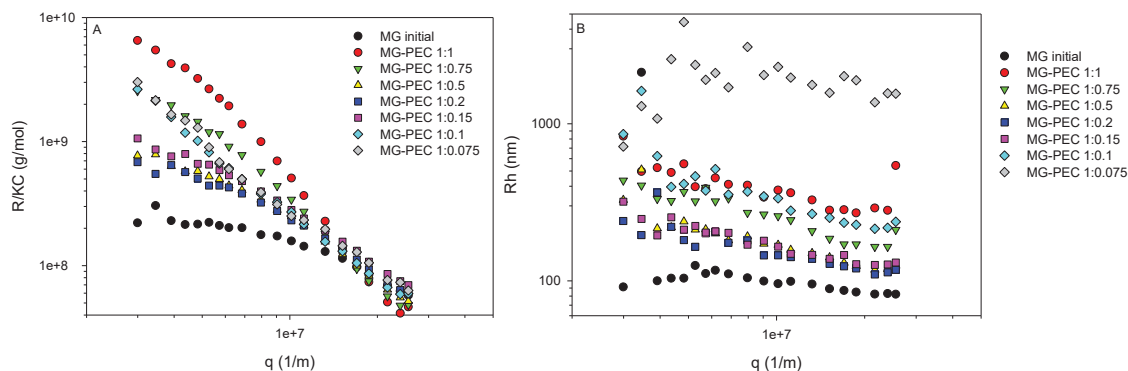 A
1e+10
1e+9
1e+8
R/KC (g/mol)
1e+7
q (1/m)
MG initial
MG-PEC 1:1
MG-PEC 1:0.75
MG-PEC 1:0.5
MG-PEC 1:0.2
MG-PEC 1:0.15
MG-PEC 1:0.1
MG-PEC 1:0.075
B
1000
100
Rh (nm)
1e+7
q (1/m)
MG initial
MG-PEC 1:1
MG-PEC 1:0.75
MG-PEC 1:0.5
MG-PEC 1:0.2
MG-PEC 1:0.15
MG-PEC 1:0.1
MG-PEC 1:0.075